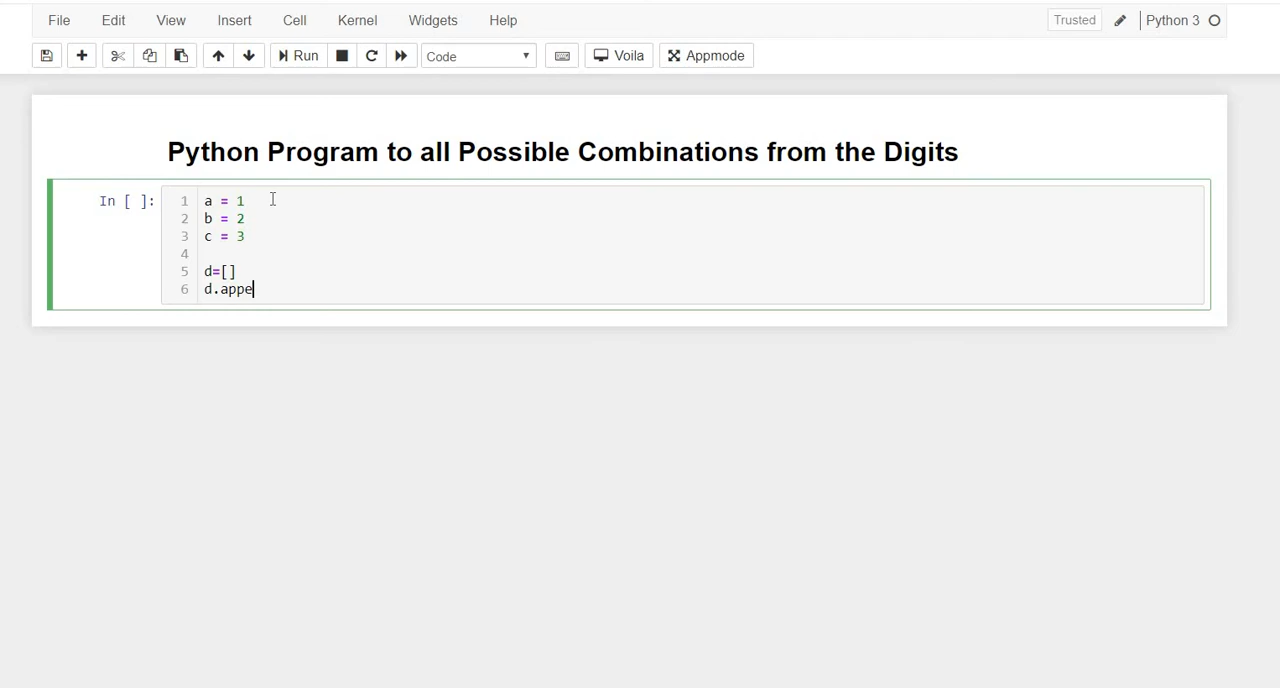 File Edit View Insert Cell Kernel Widgets Help Trusted Python 3
Run Code Voila Appmode
Python Program to all Possible Combinations from the Digits
In [ ]: 1 a = 1
2 b = 2
3 c = 3
4
5 d=[]
6 d.appe